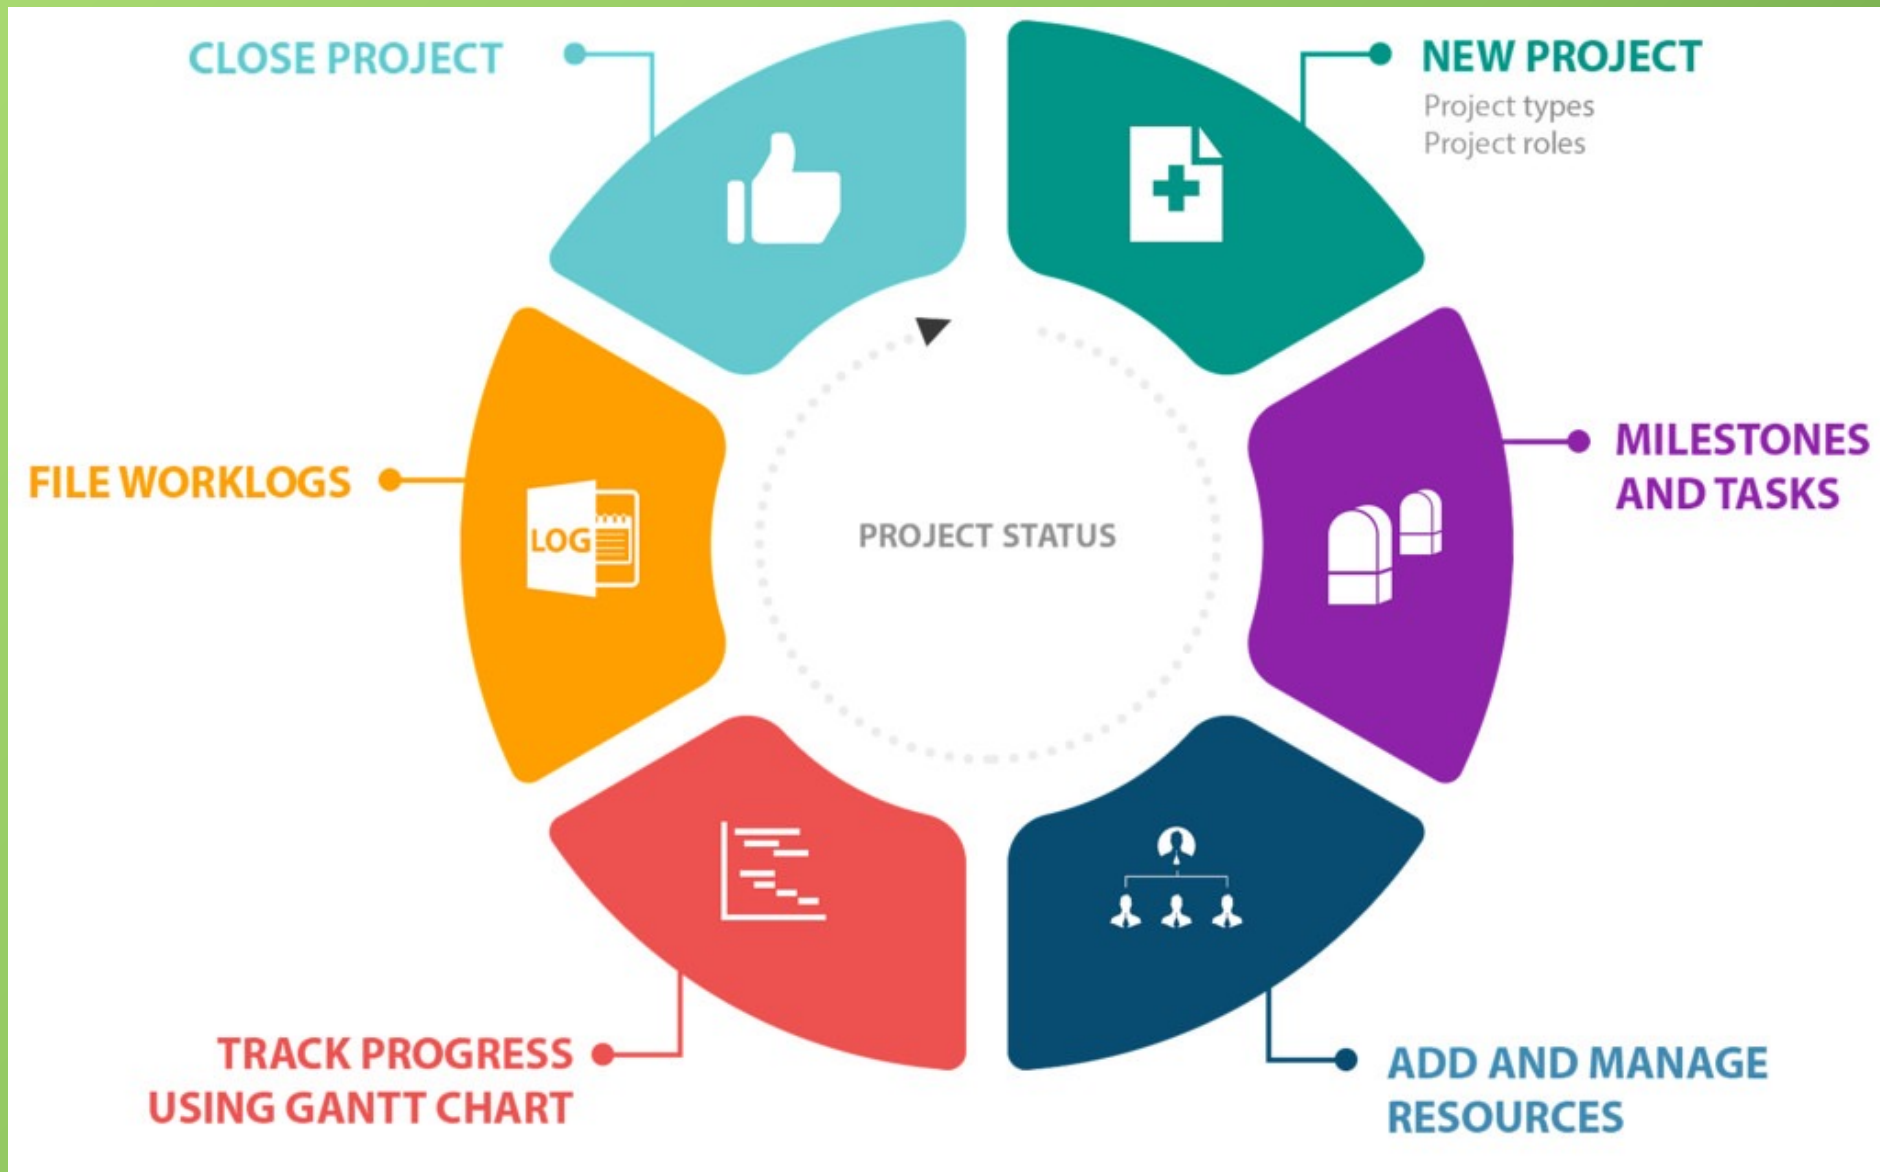 CLOSE PROJECT
NEW PROJECT
Project types
Project roles
MILESTONES
AND TASKS
FILE WORKLOGS
LOG
PROJECT STATUS
TRACK PROGRESS
USING GANTT CHART
ADD AND MANAGE
RESOURCES